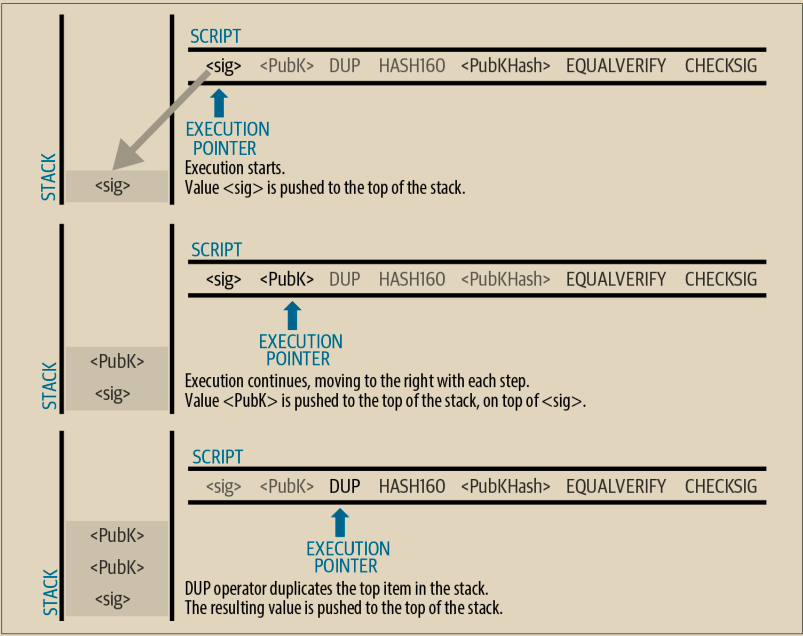 SCRIPT
<sig> <PubK> DUP HASH160 <PubKHash> EQUALVERIFY CHECKSIG
EXECUTION
POINTER
Execution starts.
Value <sig> is pushed to the top of the stack.
STACK
<sig>
SCRIPT
<sig> <PubK> DUP HASH160 <PubKHash> EQUALVERIFY CHECKSIG
EXECUTION
POINTER
Execution continues, moving to the right with each step.
Value <PubK> is pushed to the top of the stack, on top of <sig>.
STACK
<PubK>
<sig>
SCRIPT
<sig> <PubK> DUP HASH160 <PubKHash> EQUALVERIFY CHECKSIG
EXECUTION
POINTER
DUP operator duplicates the top item in the stack.
The resulting value is pushed to the top of the stack.
STACK
<PubK>
<PubK>
<sig>